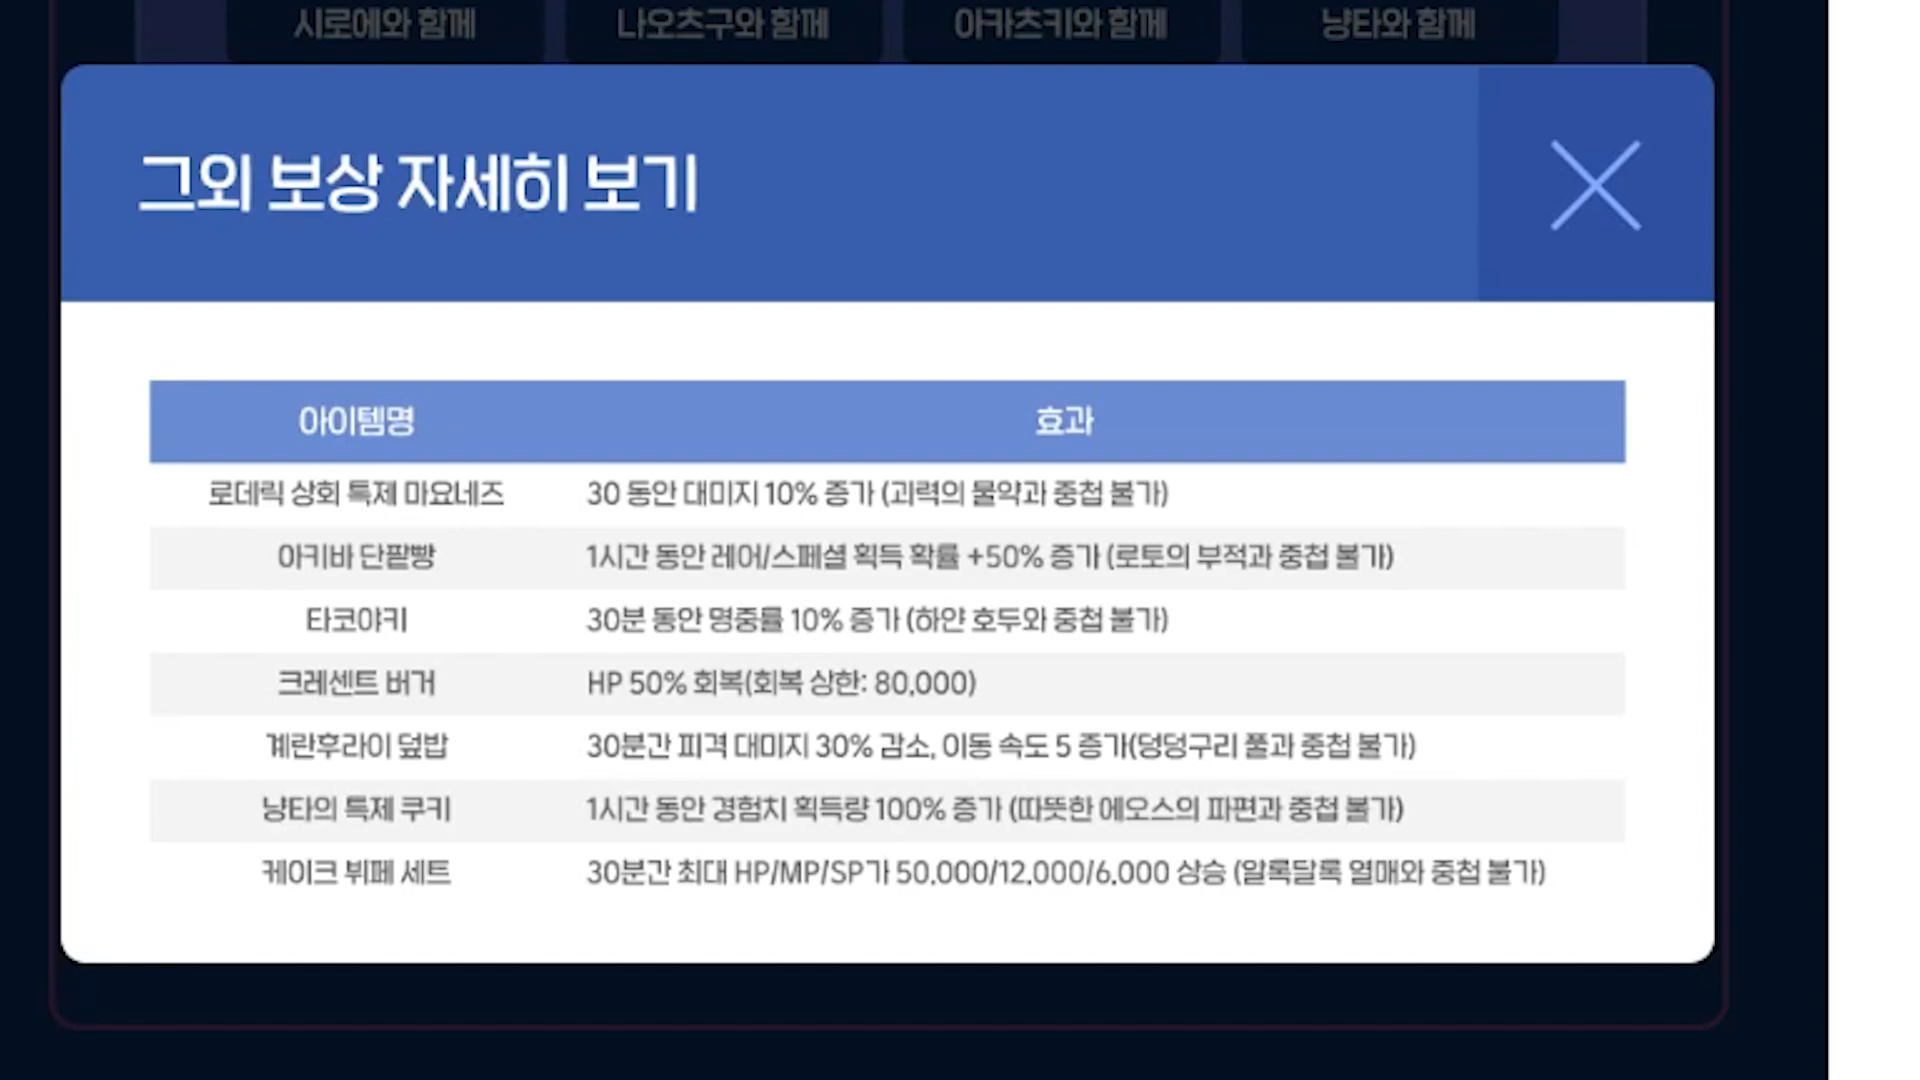 시로에와 함께 나오츠구와 함께 아카츠키와 함께 냥타와 함께
그외 보상 자세히 보기
아이템명 효과
로데릭 상회 특제 마요네즈 30 동안 대미지 10% 증가 (괴력의 물약과 중첩 불가)
아키바 단팥빵 1시간 동안 레어/스페셜 획득 확률 +50% 증가 (로토의 부적과 중첩 불가)
타코야키 30분 동안 명중률 10% 증가 (하얀 호두와 중첩 불가)
크레센트 버거 HP 50% 회복(회복 상한: 80,000)
계란후라이 덮밥 30분간 피격 대미지 30% 감소, 이동 속도 5 증가(덩덩구리 풀과 중첩 불가)
냥타의 특제 쿠키 1시간 동안 경험치 획득량 100% 증가 (따뜻한 에오스의 파편과 중첩 불가)
케이크 뷔페 세트 30분간 최대 HP/MP/SP가 50,000/12,000/6,000 상승 (알록달록 열매와 중첩 불가)